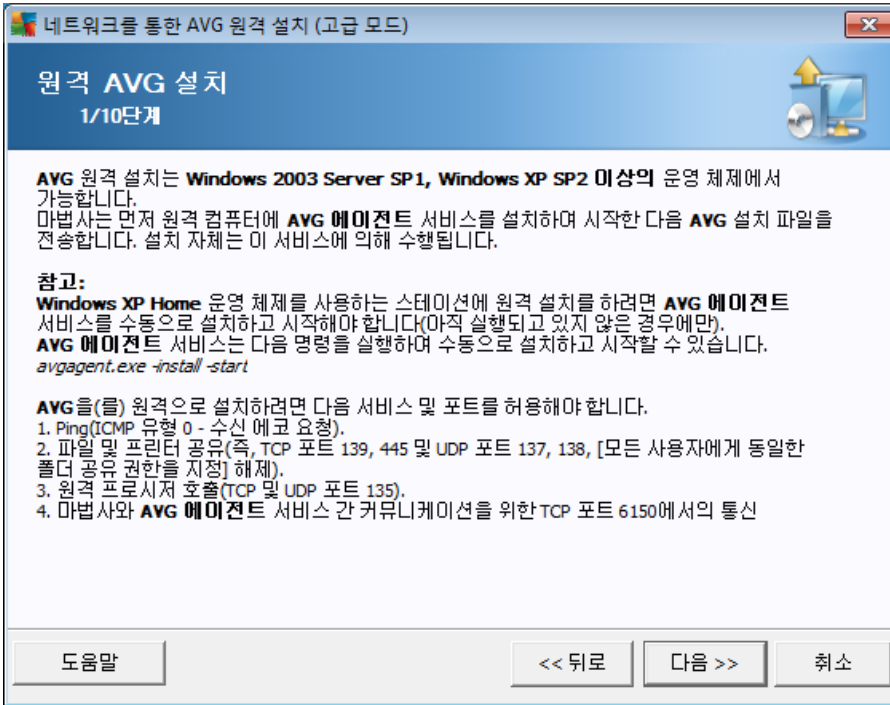 네트워크를 통한 AVG 원격 설치 (고급 모드)
원격 AVG 설치
1/10단계
AVG 원격 설치는 Windows 2003 Server SP1, Windows XP SP2 이상의 운영 체제에서
가능합니다.
마법사는 먼저 원격 컴퓨터에 AVG 에이전트 서비스를 설치하여 시작한 다음 AVG 설치 파일을
전송합니다. 설치 자체는 이 서비스에 의해 수행됩니다.
참고:
Windows XP Home 운영 체제를 사용하는 스테이션에 원격 설치를 하려면 AVG 에이전트
서비스를 수동으로 설치하고 시작해야 합니다(아직 실행되고 있지 않은 경우에만).
AVG 에이전트 서비스는 다음 명령을 실행하여 수동으로 설치하고 시작할 수 있습니다.
avgagent.exe -install -start
AVG을(를) 원격으로 설치하려면 다음 서비스 및 포트를 허용해야 합니다.
1. Ping(ICMP 유형 0 - 수신 에코 요청).
2. 파일 및 프린터 공유(즉, TCP 포트 139, 445 및 UDP 포트 137, 138, [모든 사용자에게 동일한
폴더 공유 권한을 지정] 해제).
3. 원격 프로시저 호출(TCP 및 UDP 포트 135).
4. 마법사와 AVG 에이전트 서비스 간 커뮤니케이션을 위한 TCP 포트 6150에서의 통신
도움말
<< 뒤로
다음 >>
취소